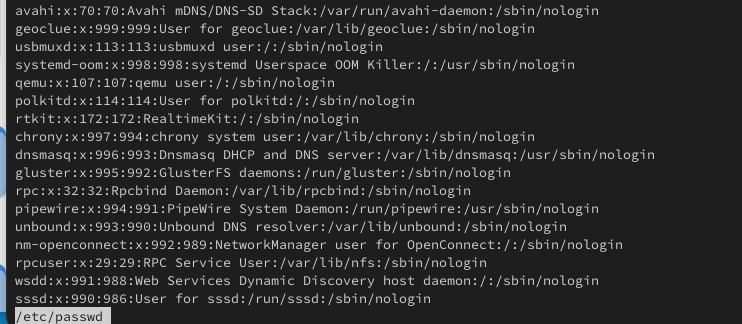 avahi:x:70:70:Avahi mDNS/DNS-SD Stack:/var/run/avahi-daemon:/sbin/nologin
geoclue:x:999:999:User for geoclue:/var/lib/geoclue:/sbin/nologin
usbmuxd:x:113:113:usbmuxd user:/:/sbin/nologin
systemd-oom:x:998:998:systemd Userspace OOM Killer:/:/usr/sbin/nologin
qemu:x:107:107:qemu user:/:/sbin/nologin
polkitd:x:114:114:User for polkitd:/:/sbin/nologin
rtkit:x:172:172:RealtimeKit:/:/sbin/nologin
chrony:x:997:994:chrony system user:/var/lib/chrony:/sbin/nologin
dnsmasq:x:996:993:Dnsmasq DHCP and DNS server:/var/lib/dnsmasq:/usr/sbin/nologin
gluster:x:995:992:GlusterFS daemons:/run/gluster:/sbin/nologin
rpc:x:32:32:Rpcbind Daemon:/var/lib/rpcbind:/sbin/nologin
pipewire:x:994:991:PipeWire System Daemon:/run/pipewire:/usr/sbin/nologin
unbound:x:993:990:Unbound DNS resolver:/var/lib/unbound:/sbin/nologin
nm-openconnect:x:992:989:NetworkManager user for OpenConnect:/:/sbin/nologin
rpcuser:x:29:29:RPC Service User:/var/lib/nfs:/sbin/nologin
wsdd:x:991:988:Web Services Dynamic Discovery host daemon:/:/sbin/nologin
sssd:x:990:986:User for sssd:/run/sssd:/sbin/nologin
/etc/passwd